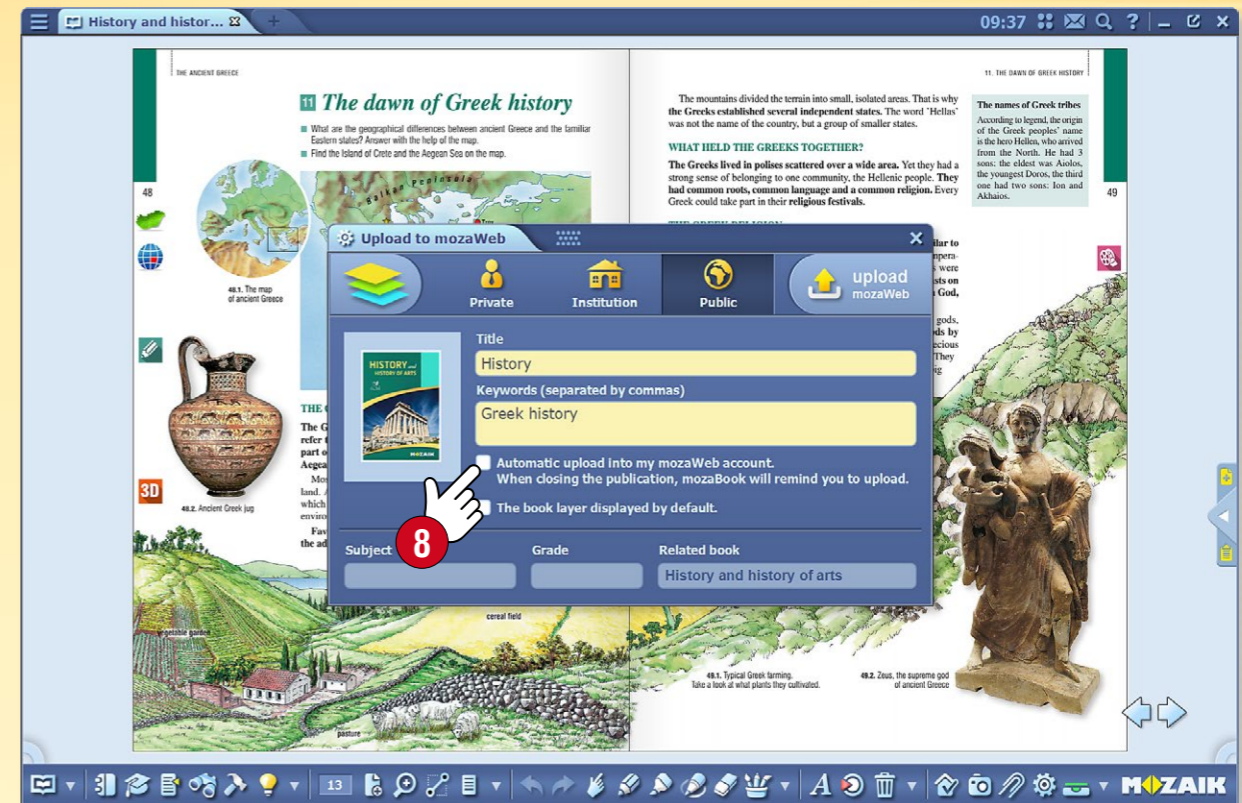 History and histor...
09:37
THE ANCIENT GREECE
11 The dawn of Greek history
What are the geographical differences between ancient Greece and the familiar
Eastern states? Answer with the help of the map.
Find the Island of Crete and the Aegean Sea on the map.
48
Balkan Peninsula
48.1. The map
of ancient Greece
3D
48.2. Ancient Greek jug
11. THE DAWN OF GREEK HISTORY
The mountains divided the terrain into small, isolated areas. That is why
the Greeks established several independent states. The word 'Hellas'
was not the name of the country, but a group of smaller states.
WHAT HELD THE GREEKS TOGETHER?
The Greeks lived in polises scattered over a wide area. Yet they had a
strong sense of belonging to one community, the Hellenic people. They
had common roots, common language and a common religion. Every
Greek could take part in their religious festivals.
The names of Greek tribes
According to legend, the origin
of the Greek peoples' name
is the hero Hellen, who arrived
from the North. He had 3
sons: the eldest was Aiolos,
the youngest Doros, the third
one had two sons: Ion and
Akhaios.
49
Upload to mozaWeb
Private
Institution
Public
upload
mozaWeb
HISTORY and
HISTORY OF ARTS
MOZAIK
Title
History
Keywords (separated by commas)
Greek history
Automatic upload into my mozaWeb account.
When closing the publication, mozaBook will remind you to upload.
The book layer displayed by default.
8
Subject
Grade
Related book
History and history of arts
vegetable garden
cereal field
pasture
49.1. Typical Greek farming.
Take a look at what plants they cultivated.
49.2. Zeus, the supreme god
of ancient Greece
13
A
MOZAIK